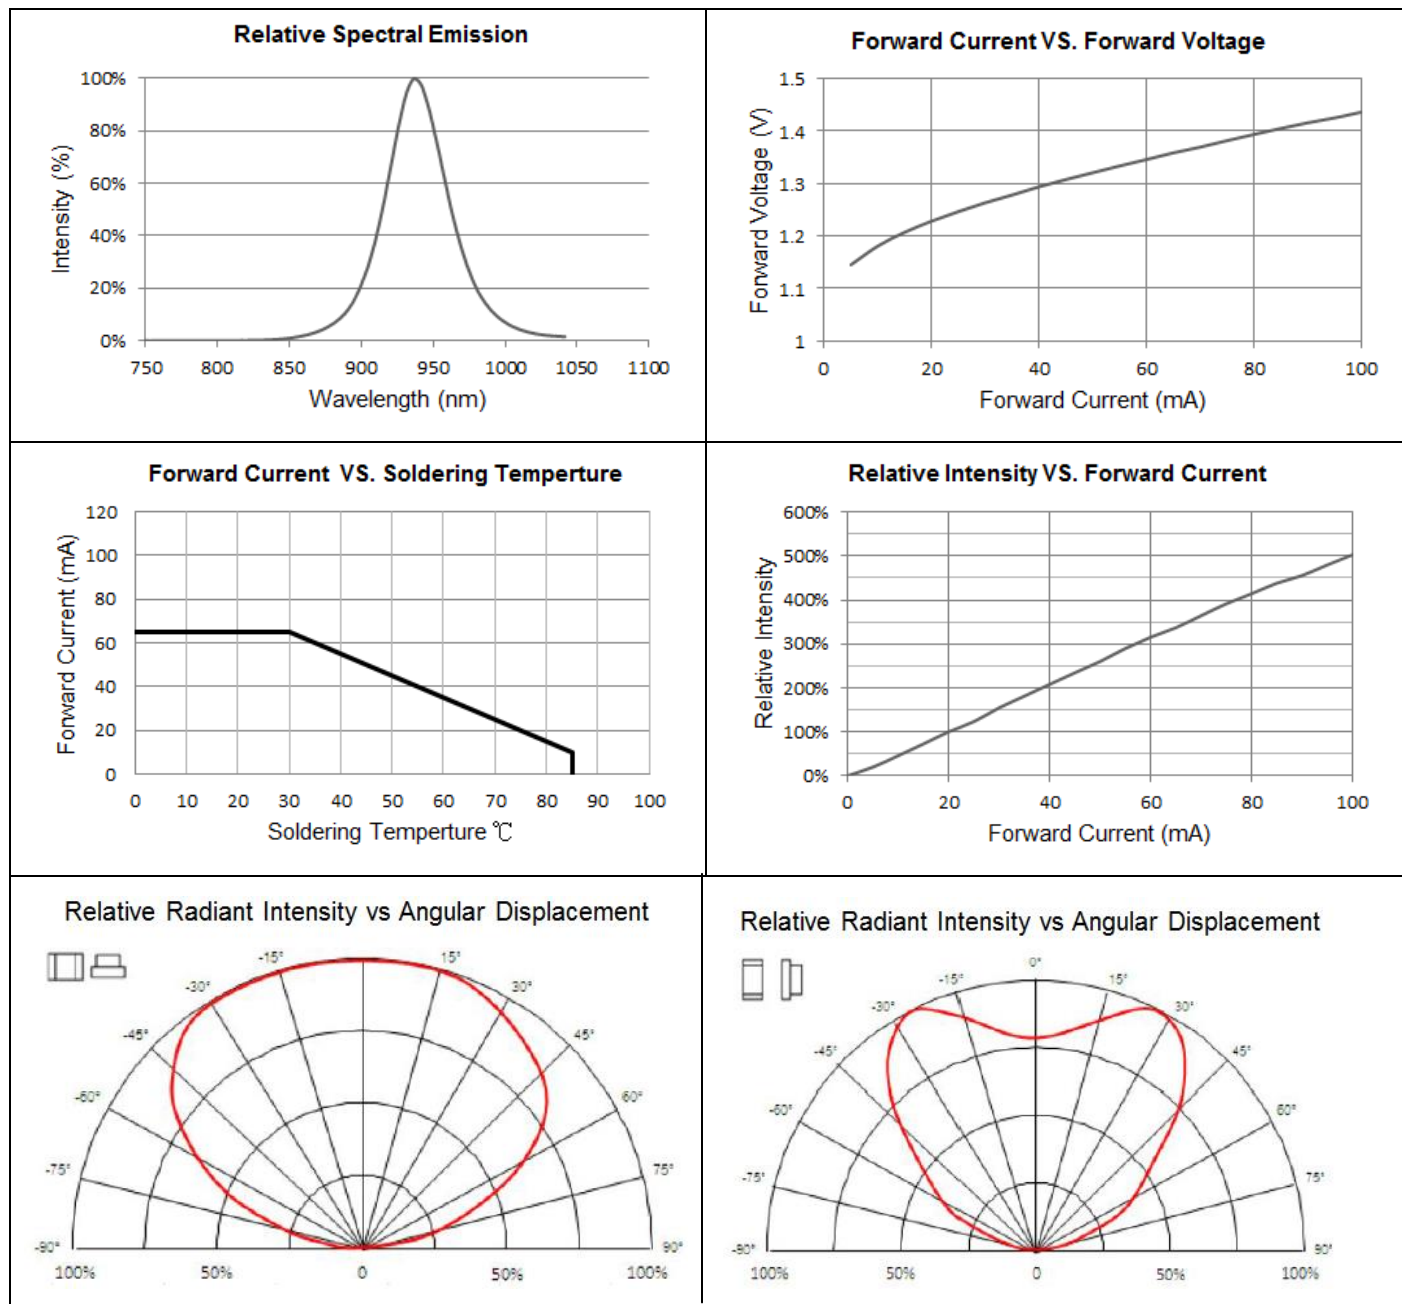 Relative Spectral Emission
100%
80%
60%
40%
20%
0%
Intensity (%)
750 800 850 900 950 1000 1050 1100
Wavelength (nm)
Forward Current VS. Forward Voltage
1.5
1.4
1.3
1.2
1.1
1
Forward Voltage (V)
0 20 40 60 80 100
Forward Current (mA)
Forward Current VS. Soldering Temperture
120
100
80
60
40
20
0
Forward Current (mA)
0 10 20 30 40 50 60 70 80 90 100
Soldering Temperture ℃
Relative Intensity VS. Forward Current
600%
500%
400%
300%
200%
100%
0%
Relative Intensity
0 20 40 60 80 100
Forward Current (mA)
Relative Radiant Intensity vs Angular Displacement
-15° 15°
-30° 30°
-45° 45°
-60° 60°
-75° 75°
-90° 90°
100% 50% 0 50% 100%
Relative Radiant Intensity vs Angular Displacement
0°
-15° 15°
-30° 30°
-45° 45°
-60° 60°
-75° 75°
-90° 90°
100% 50% 0 50% 100%